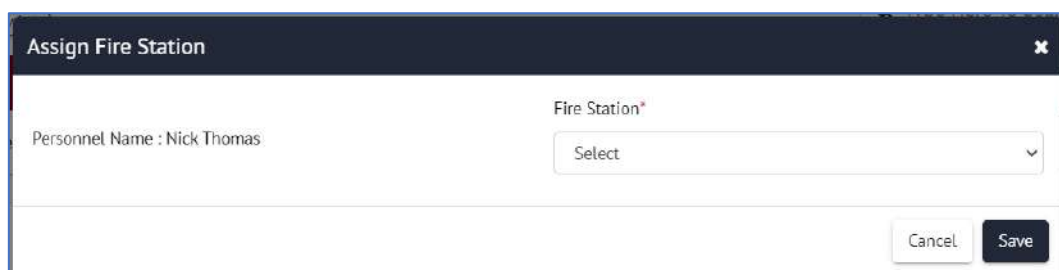 Assign Fire Station
Fire Station*
Personnel Name : Nick Thomas
Select
Cancel Save